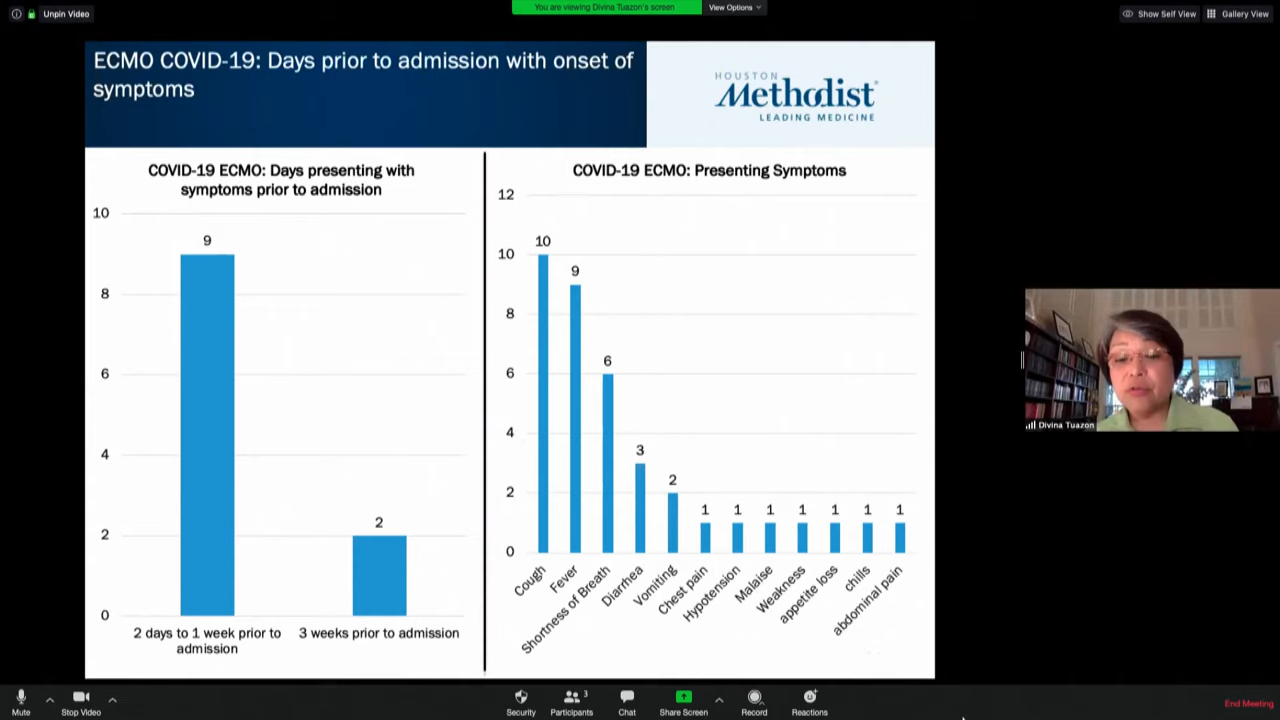 Unpin Video
You are viewing Divina Tuazon's screen
View Options
Show Self View
Gallery View
ECMO COVID-19: Days prior to admission with onset of
symptoms
HOUSTON
Methodist
LEADING MEDICINE
COVID-19 ECMO: Days presenting with
symptoms prior to admission
10
8
6
4
2
0
9
2
2 days to 1 week prior to
admission
3 weeks prior to admission
COVID-19 ECMO: Presenting Symptoms
12
10
8
6
4
2
0
10
9
6
3
2
1
1
1
1
1
1
1
Cough
Fever
Shortness of Breath
Diarrhea
Vomiting
Chest pain
Hypotension
Malaise
Weakness
appetite loss
chills
abdominal pain
Divina Tuazon
Mute
Stop Video
Security
Participants
3
Chat
Share Screen
Record
Reactions
End Meeting